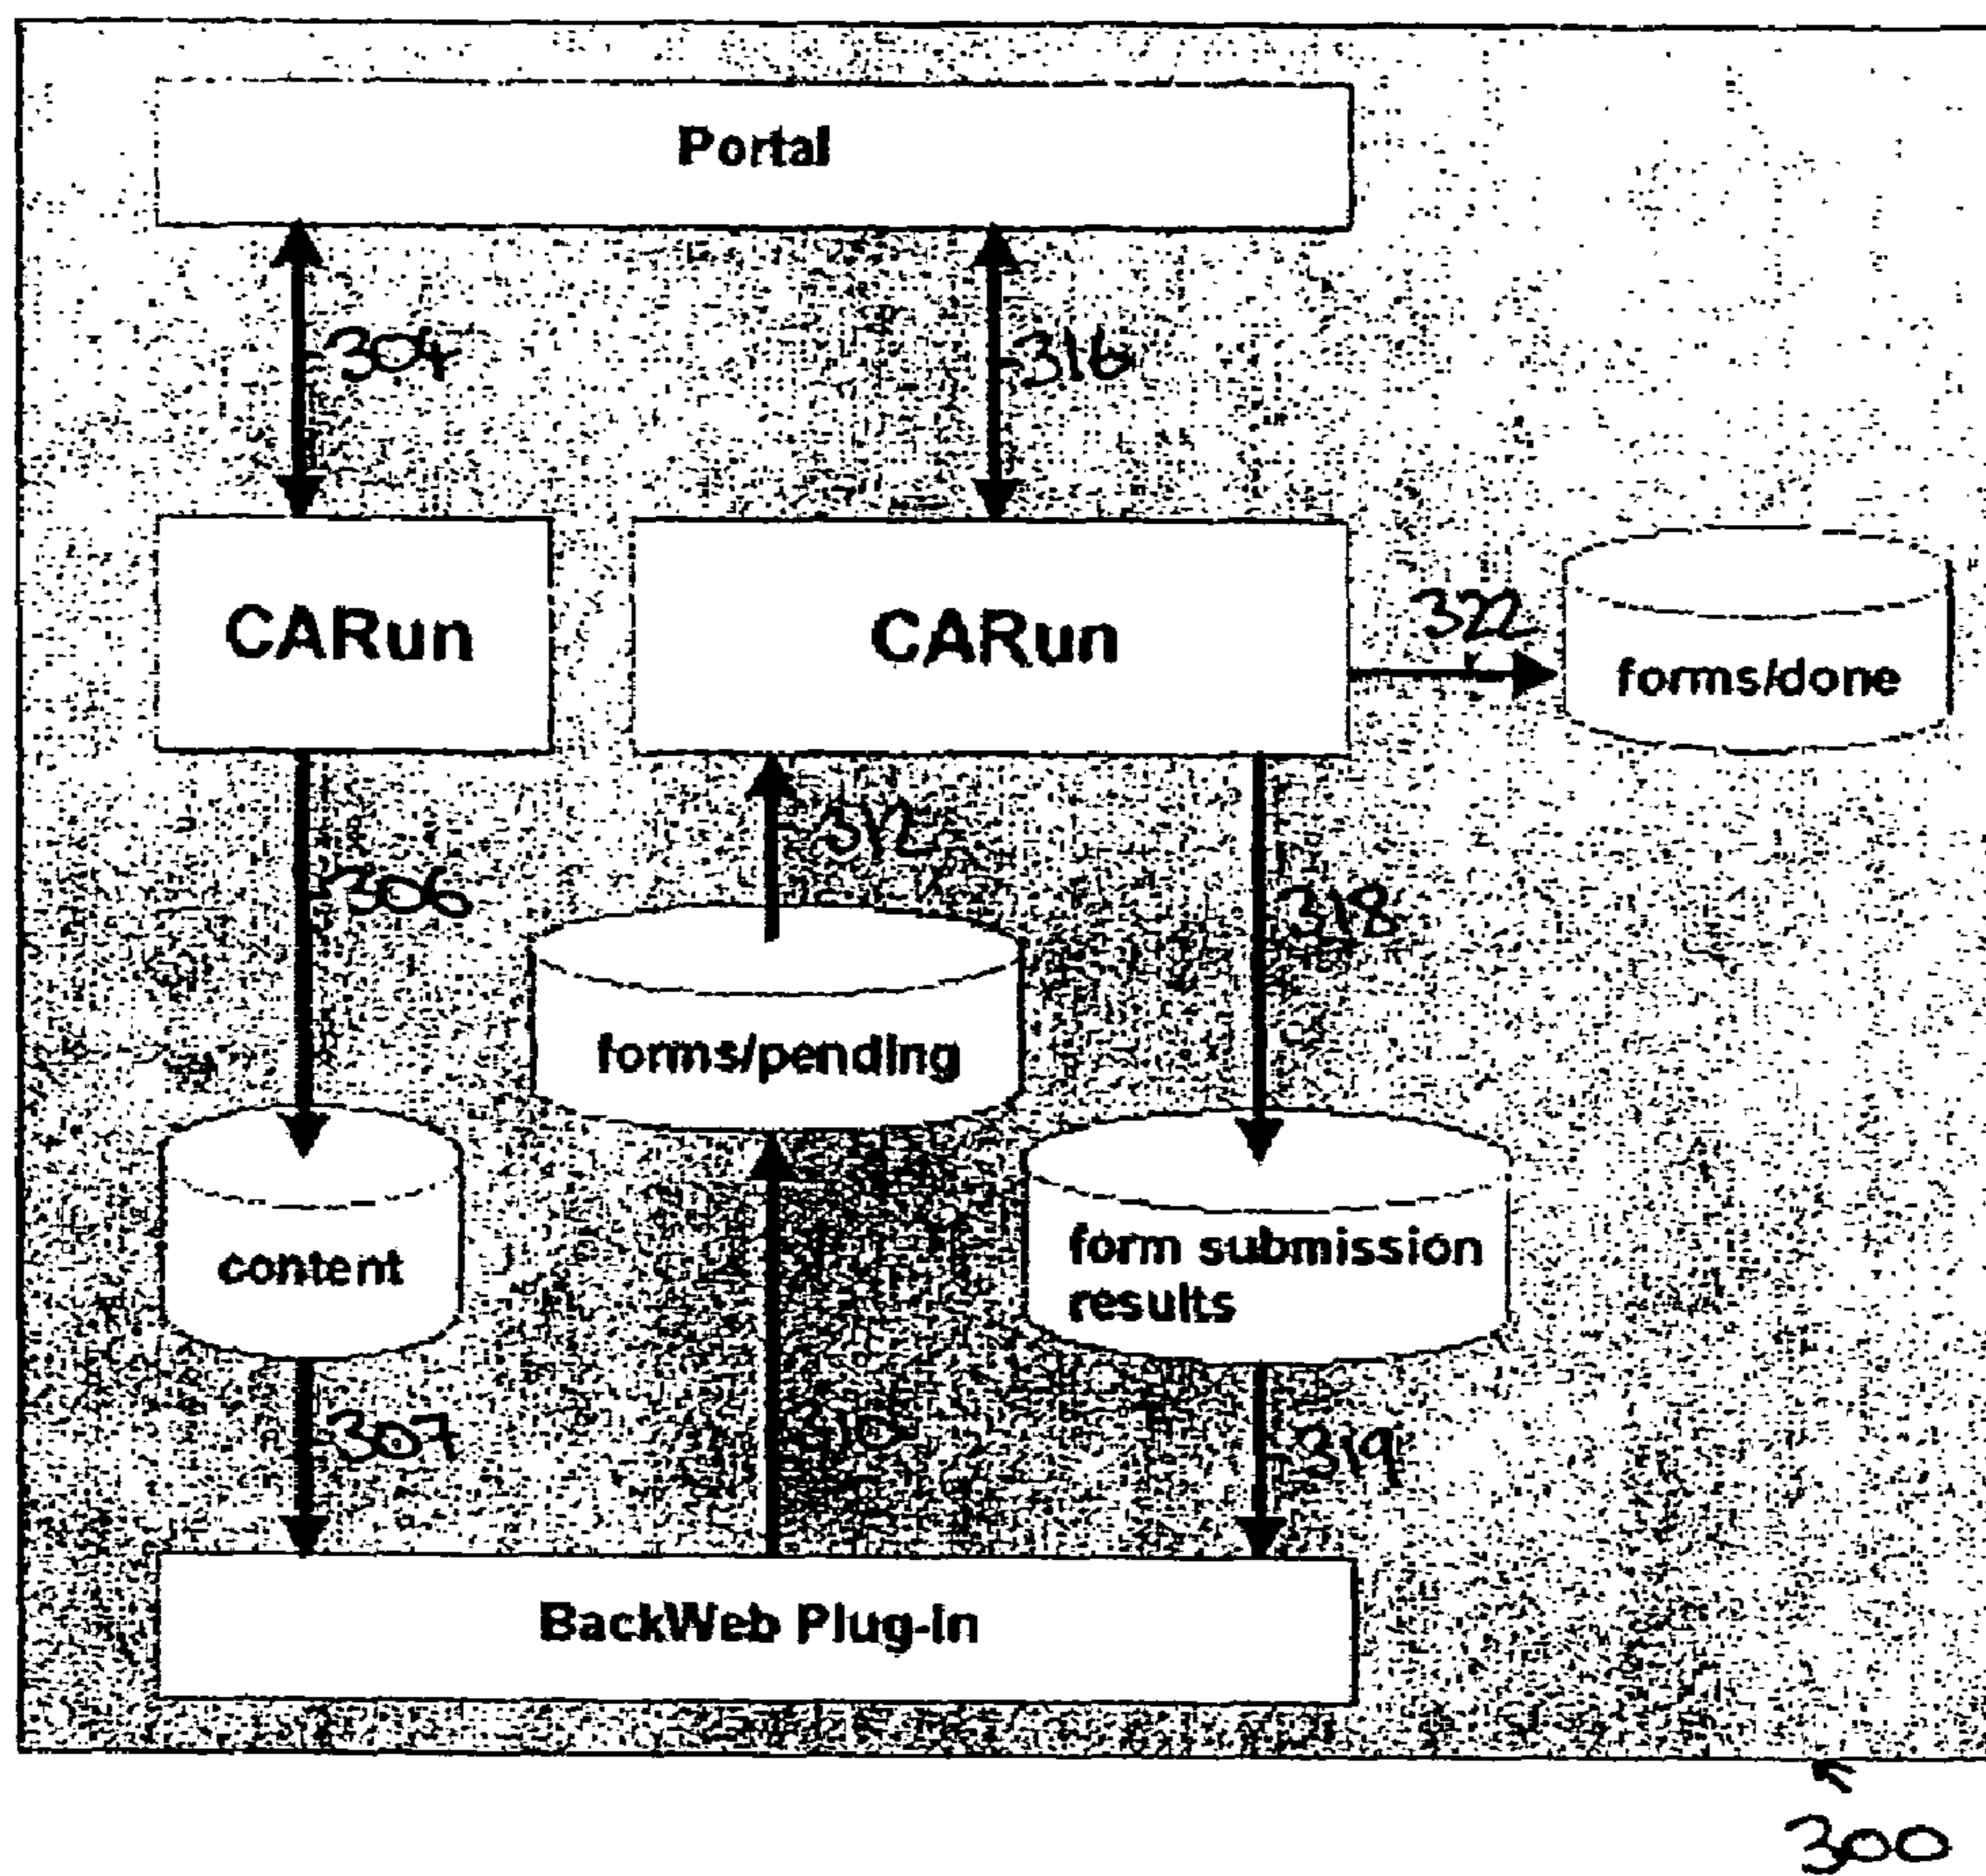 Portal
304
316
CARun
CARun
322
forms/done
312
306
318
forms/pending
content
form submission
results
307
310
319
BackWeb Plug-in
300